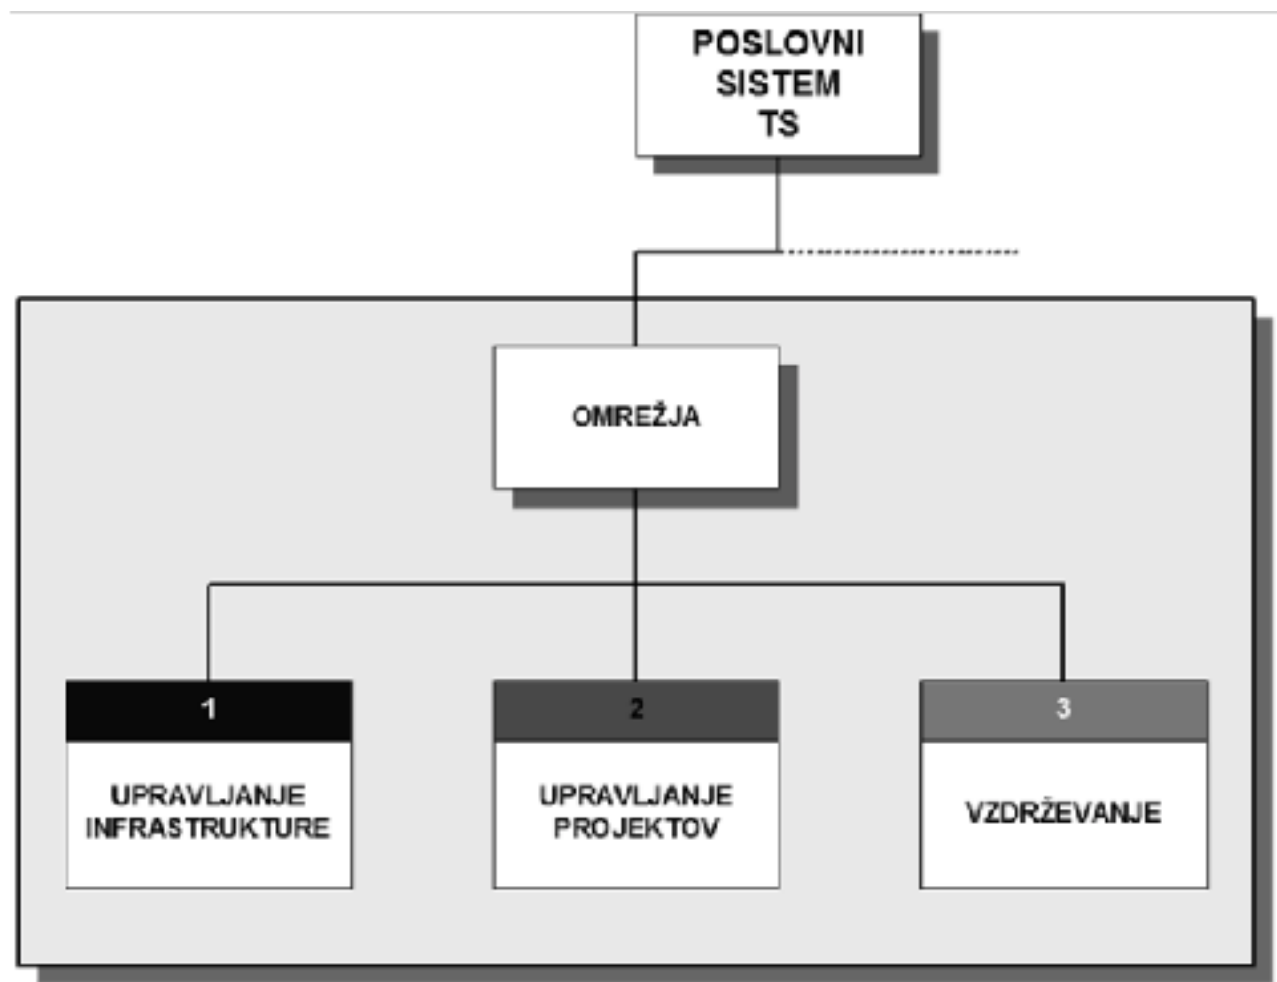 POSLOVNI
SISTEM
TS
OMREŽJA
1
UPRAVLJANJE
INFRASTRUKTURE
2
UPRAVLJANJE
PROJEKTOV
3
VZDRŽEVANJE